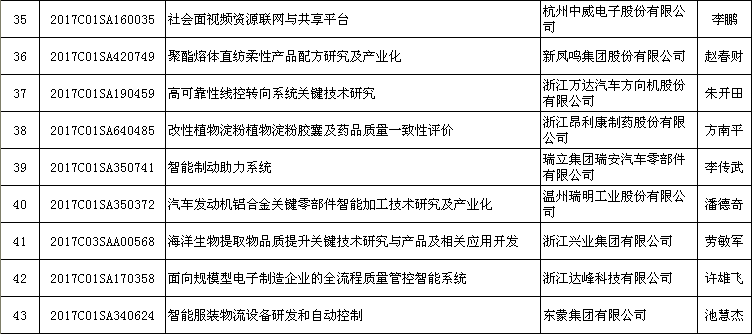 35 2017C01SA160035 社会面视频资源联网与共享平台 杭州中威电子股份有限公司 李鹏
36 2017C01SA420749 聚酯熔体直纺柔性产品配方研究及产业化 新凤鸣集团股份有限公司 赵春财
37 2017C01SA190459 高可靠性线控转向系统关键技术研究 浙江万达汽车方向机股份有限公司 朱开田
38 2017C01SA640485 改性植物淀粉植物淀粉胶囊及药品质量一致性评价 浙江昂利康制药股份有限公司 方南平
39 2017C01SA350741 智能制动助力系统 瑞立集团瑞安汽车零部件有限公司 李传武
40 2017C01SA350372 汽车发动机铝合金关键零部件智能加工技术研究及产业化 温州瑞明工业股份有限公司 潘德奇
41 2017C03SAA00568 海洋生物提取物品质提升关键技术研究与产品及相关应用开发 浙江兴业集团有限公司 劳敏军
42 2017C01SA170358 面向规模型电子制造企业的全流程质量管控智能系统 浙江达峰科技有限公司 许雄飞
43 2017C01SA340624 智能服装物流设备研发和自动控制 东蒙集团有限公司 池慧杰